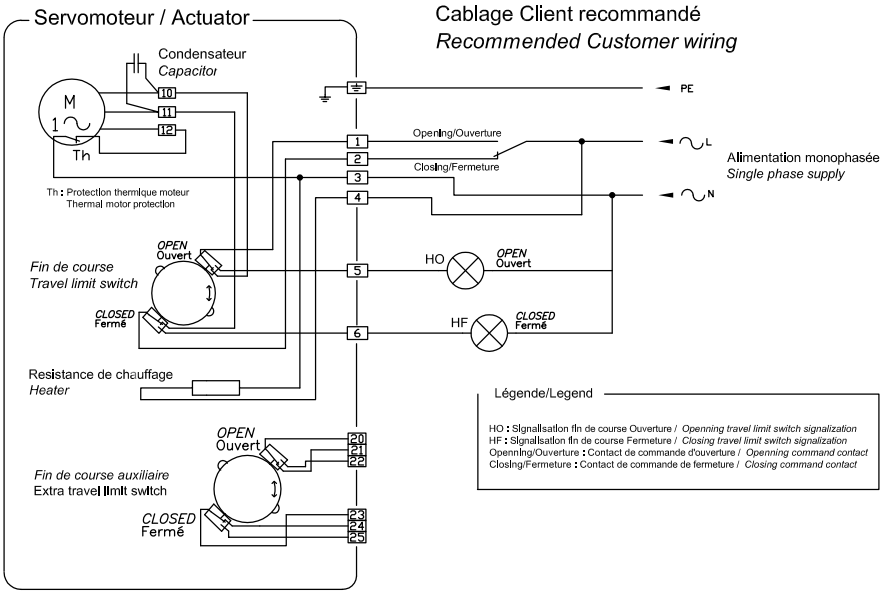 Servomoteur / Actuator
Cablage Client recommandé
Recommended Customer wiring
Condensateur
Capacitor
M
1
Th
10
11
12
PE
1
Opening/Ouverture
L
2
Closing/Fermeture
3
N
4
Alimentation monophasée
Single phase supply
Th : Protection thermique moteur
Thermal motor protection
OPEN
Ouvert
Fin de course
Travel limit switch
CLOSED
Fermé
5
HO
OPEN
Ouvert
6
HF
CLOSED
Fermé
Resistance de chauffage
Heater
Légende/Legend
HO : Signalisation fin de course Ouverture / Openning travel limit switch signalization
HF : Signalisation fin de course Fermeture / Closing travel limit switch signalization
Openning/Ouverture : Contact de commande d'ouverture / Openning command contact
Closing/Fermeture : Contact de commande de fermeture / Closing command contact
OPEN
Ouvert
20
21
22
Fin de course auxiliaire
Extra travel limit switch
CLOSED
Fermé
23
24
25